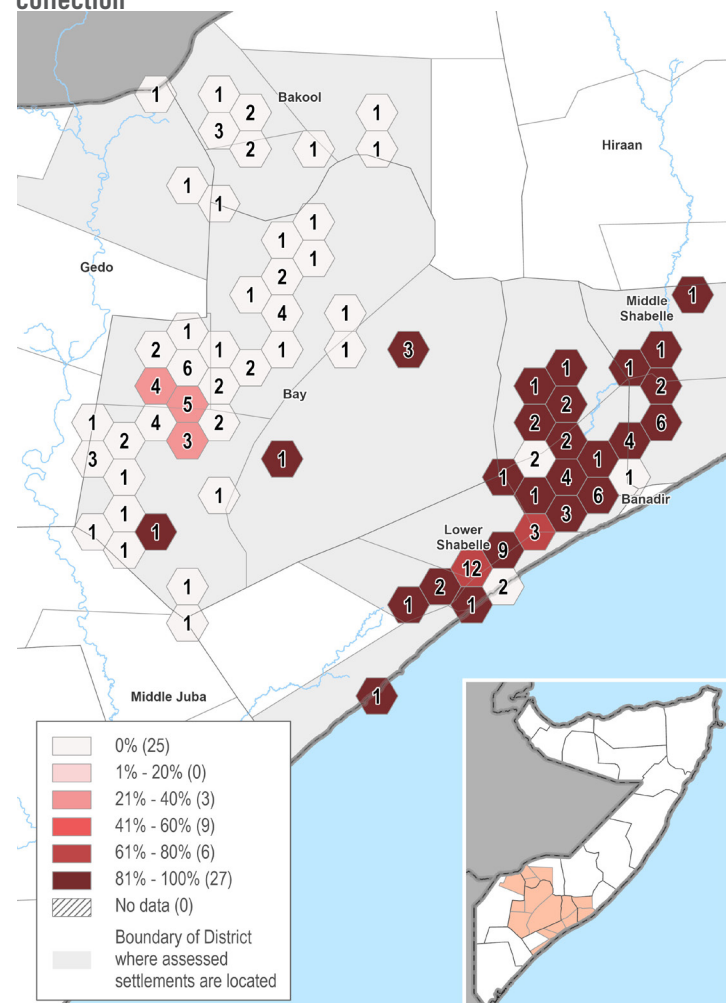 collection
1 1 Bakool
2 1
3
2 1 1
Hiraan
1
1
1
1
1
Gedo
2
1 1
Middle
Shabelle
4 1
1
2 1 1 1 3 1
6 2 1 1
4 2 1 2
Bay
5 2
1 4 2 2 6
2 3 2 4
3 1 2 1
1 1 4 1
1 1 6
Banadir
1 3
1 1 3
Lower
Shabelle
1 9
12
1 2 2
1 1
1
1
Middle Juba
0% (25)
1% - 20% (0)
21% - 40% (3)
41% - 60% (9)
61% - 80% (6)
81% - 100% (27)
No data (0)
Boundary of District
where assessed
settlements are located